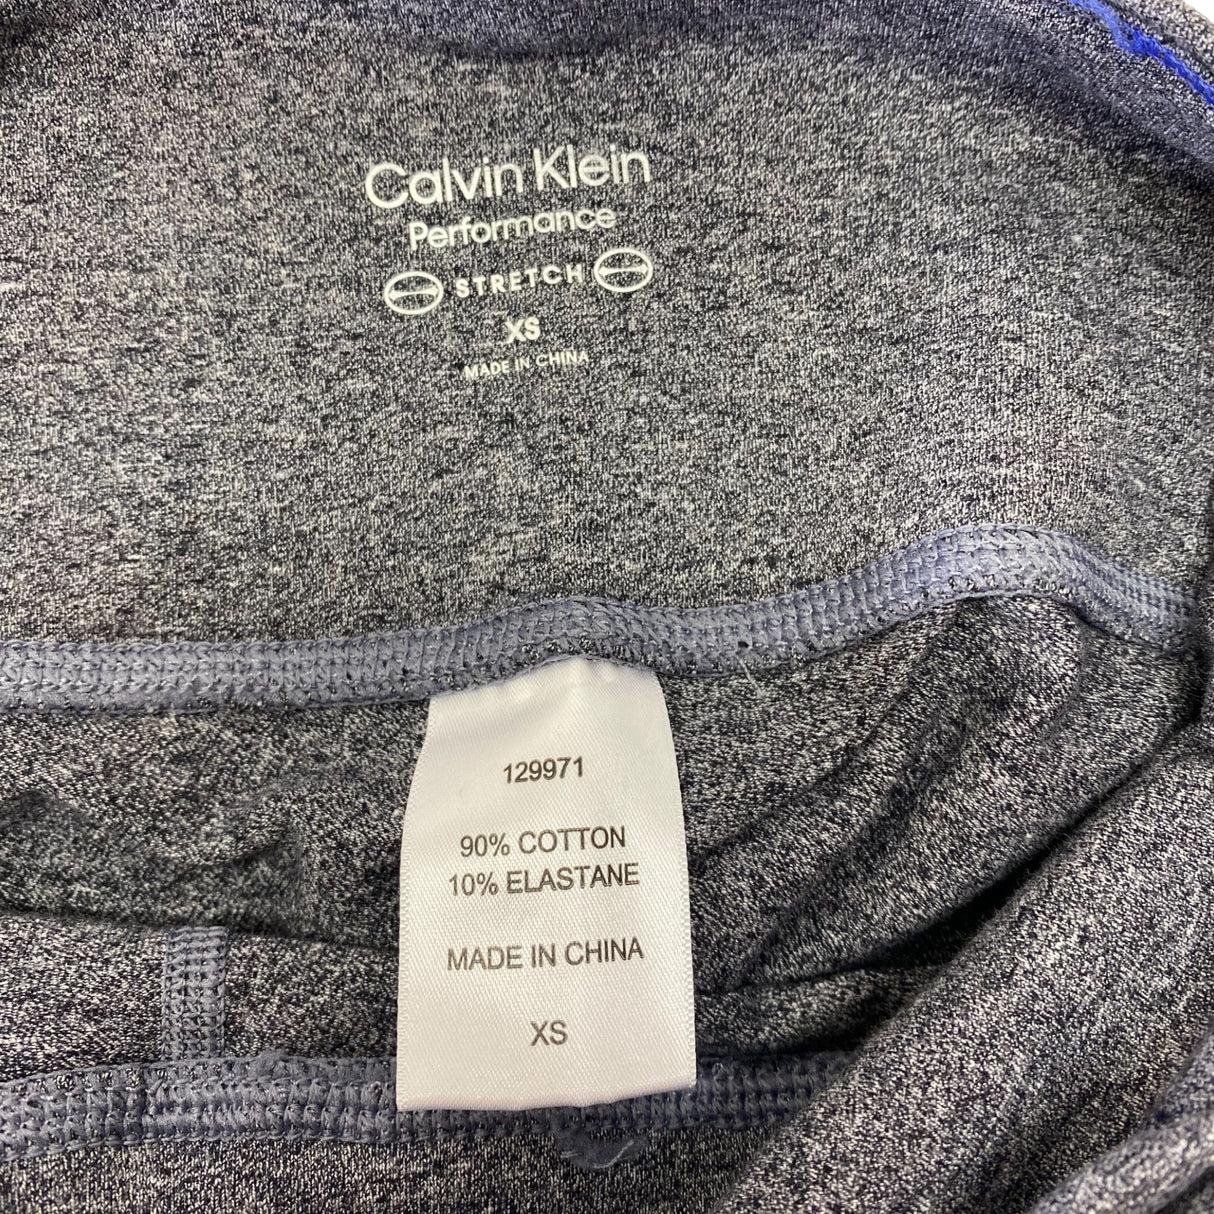 Calvin Klein
Performance
STRETCH
XS
MADE IN CHINA
129971
90% COTTON
10% ELASTANE
MADE IN CHINA
XS